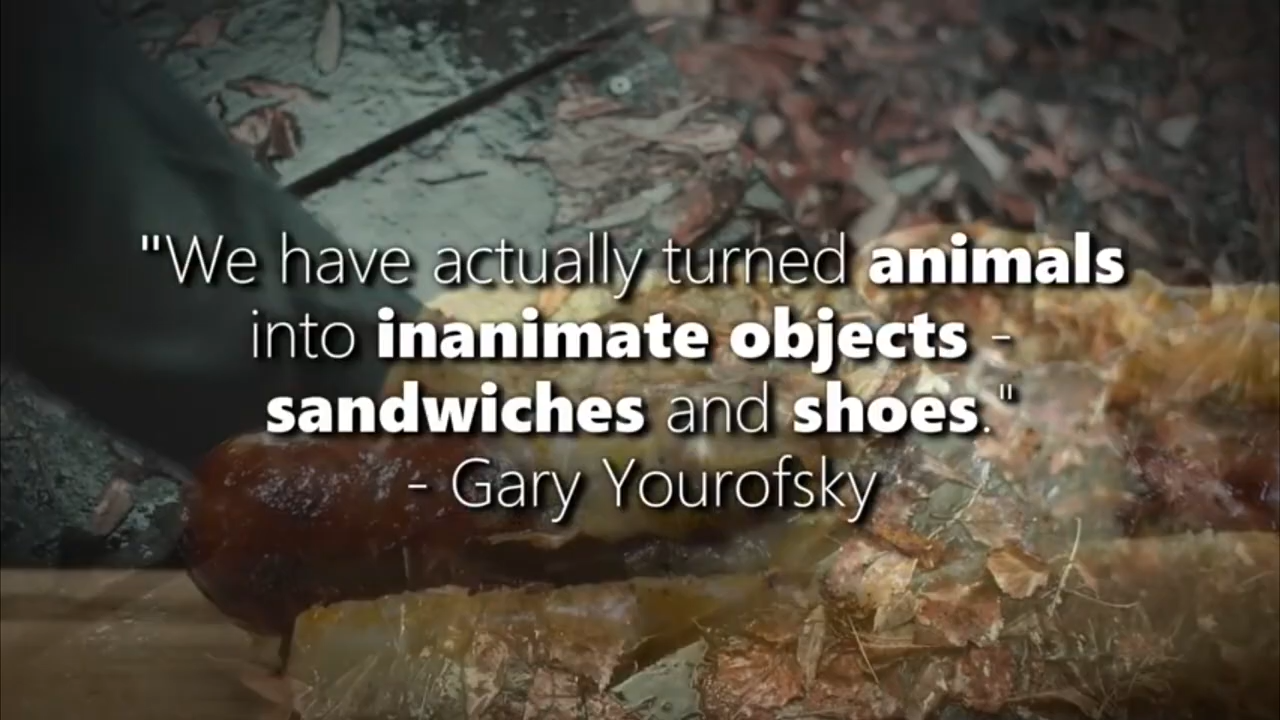 "We have actually turned animals
into inanimate objects -
sandwiches and shoes."
- Gary Yourofsky